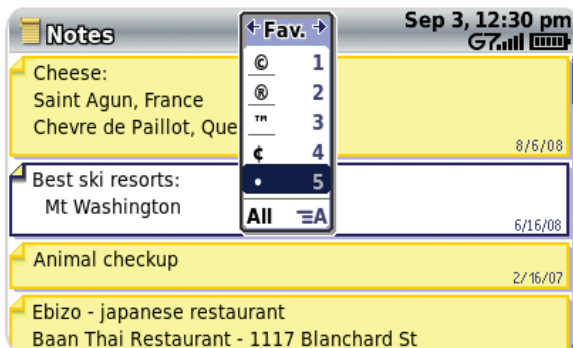 Notes
Sep 3, 12:30 pm
G7
Fav.
© 1
® 2
™ 3
¢ 4
• 5
All A
Cheese:
Saint Agun, France
Chevre de Paillot, Que
8/6/08
Best ski resorts:
Mt Washington
6/16/08
Animal checkup
2/16/07
Ebizo - japanese restaurant
Baan Thai Restaurant - 1117 Blanchard St